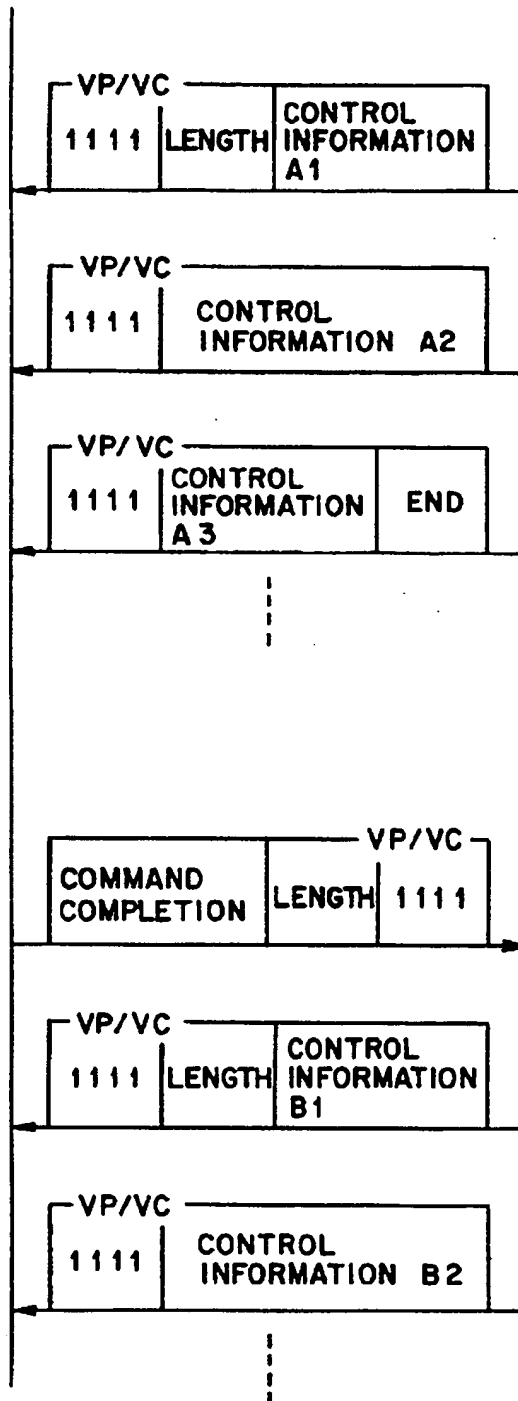 VP/VC
1111 LENGTH CONTROL INFORMATION A1
VP/VC
1111 CONTROL INFORMATION A2
VP/VC
1111 CONTROL INFORMATION A3 END
VP/VC
COMMAND COMPLETION LENGTH 1111
VP/VC
1111 LENGTH CONTROL INFORMATION B1
VP/VC
1111 CONTROL INFORMATION B2